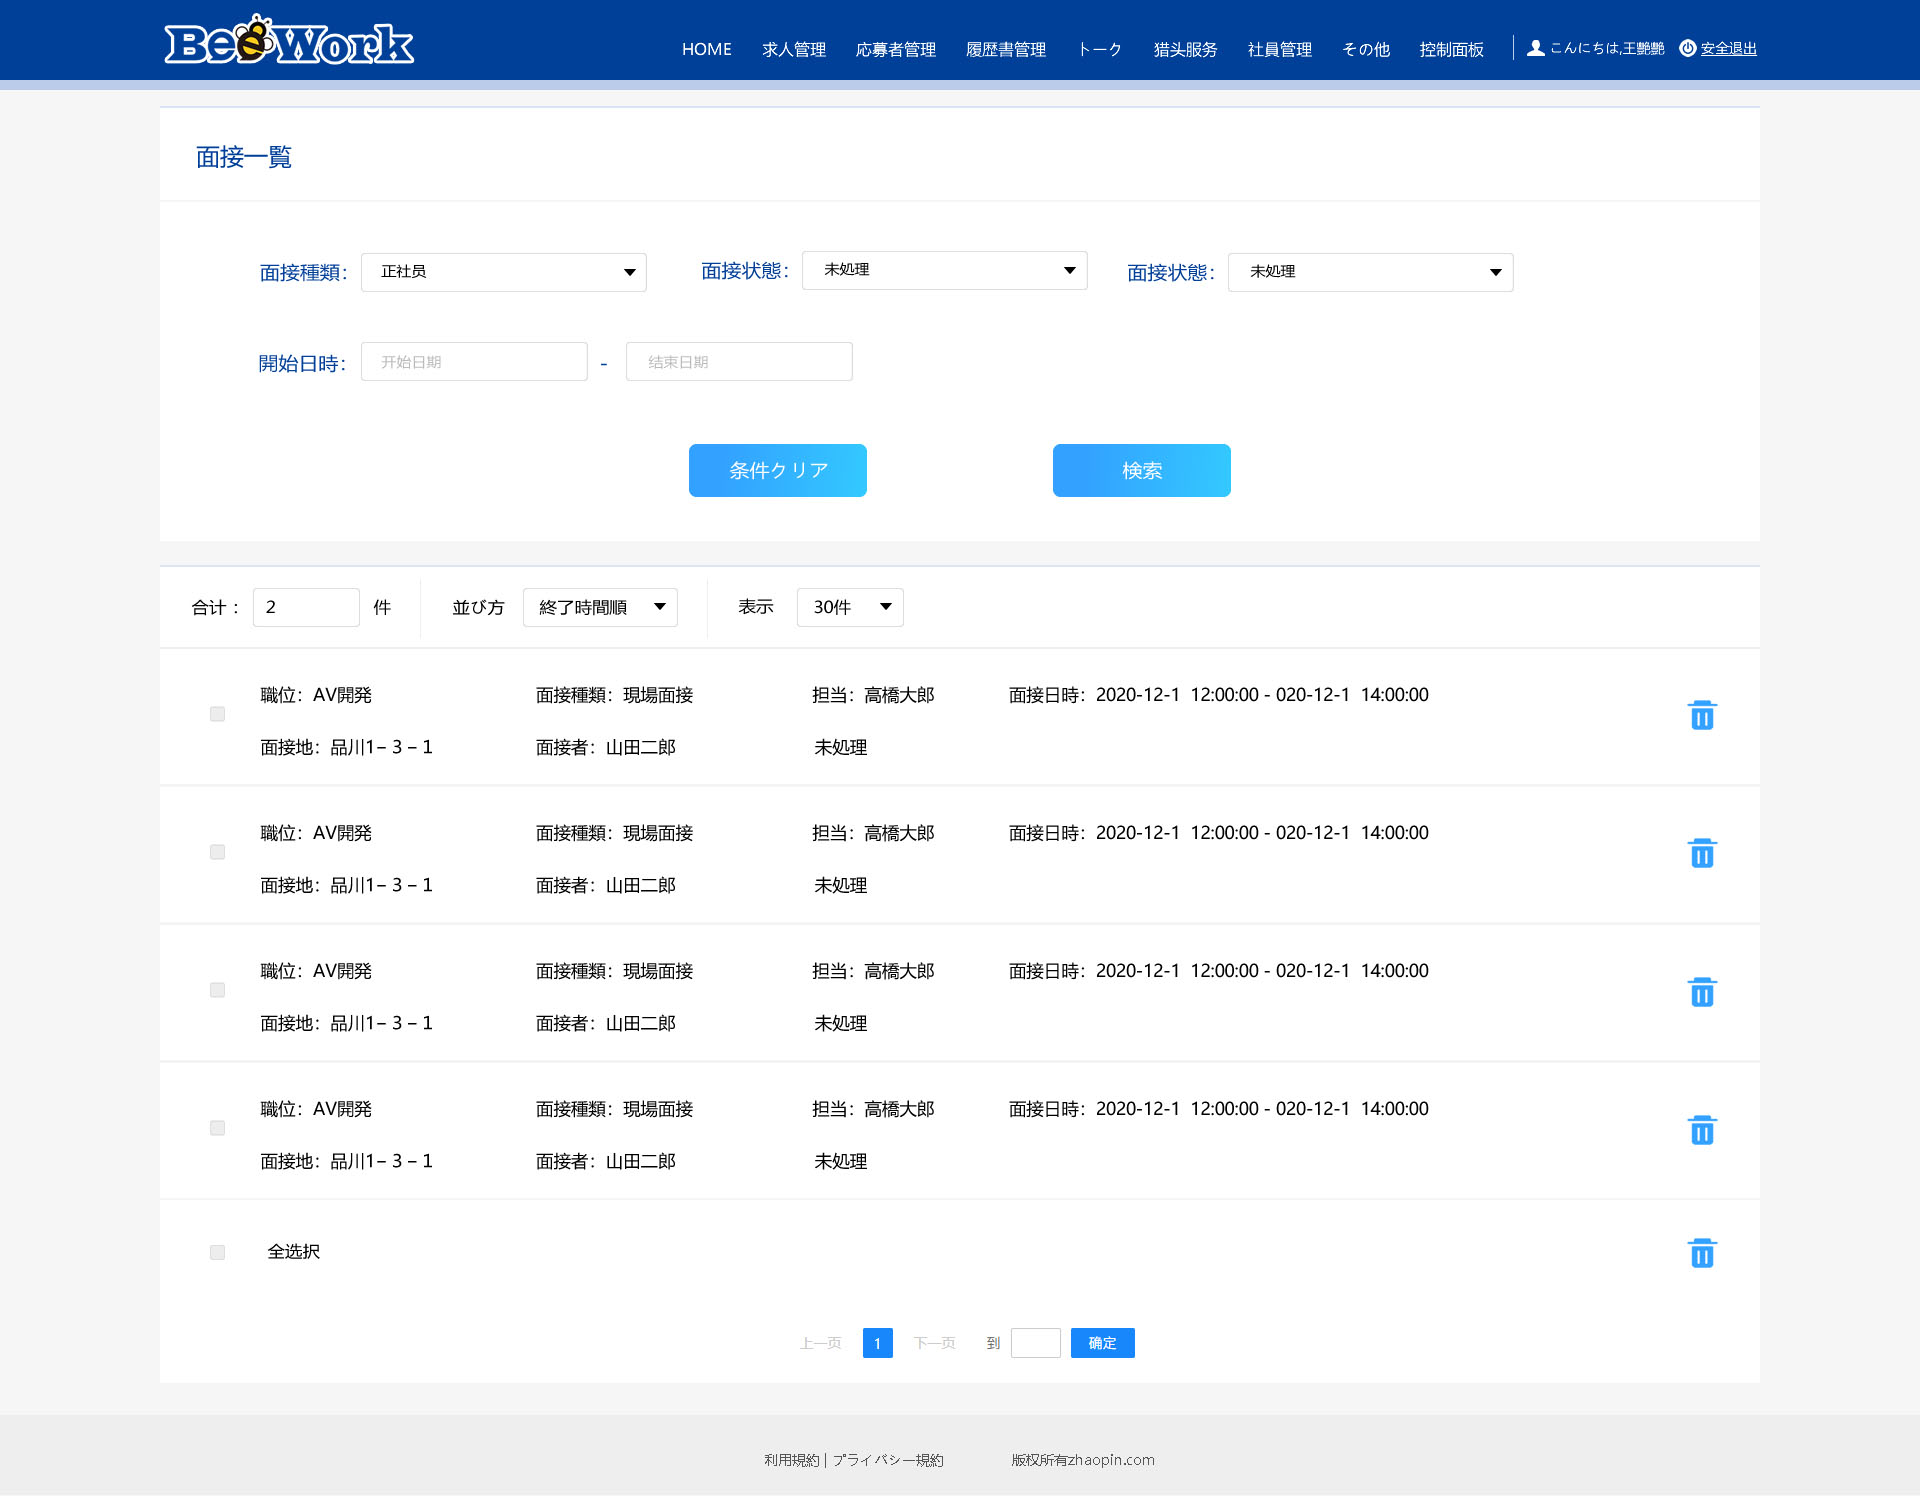 BeeWork
HOME 求人管理 応募者管理 履歴書管理 トーク 猎头服务 社員管理 その他 控制面板 こんにちは,王艷艷 安全退出
面接一覧
面接種類： 正社员 面接状態： 未処理 面接状態： 未処理
開始日時： 开始日期 - 结束日期
条件クリア 検索
合计： 2 件 並び方 終了時間順 表示 30件
職位：AV開発 面接種類：現場面接 担当：高橋大郎 面接日時：2020-12-1 12:00:00 - 020-12-1 14:00:00
面接地：品川1– 3 – 1 面接者：山田二郎 未処理
職位：AV開発 面接種類：現場面接 担当：高橋大郎 面接日時：2020-12-1 12:00:00 - 020-12-1 14:00:00
面接地：品川1– 3 – 1 面接者：山田二郎 未処理
職位：AV開発 面接種類：現場面接 担当：高橋大郎 面接日時：2020-12-1 12:00:00 - 020-12-1 14:00:00
面接地：品川1– 3 – 1 面接者：山田二郎 未処理
職位：AV開発 面接種類：現場面接 担当：高橋大郎 面接日時：2020-12-1 12:00:00 - 020-12-1 14:00:00
面接地：品川1– 3 – 1 面接者：山田二郎 未処理
全选択
上一页 1 下一页 到 确定
利用規約 | プライバシー規約 版权所有zhaopin.com